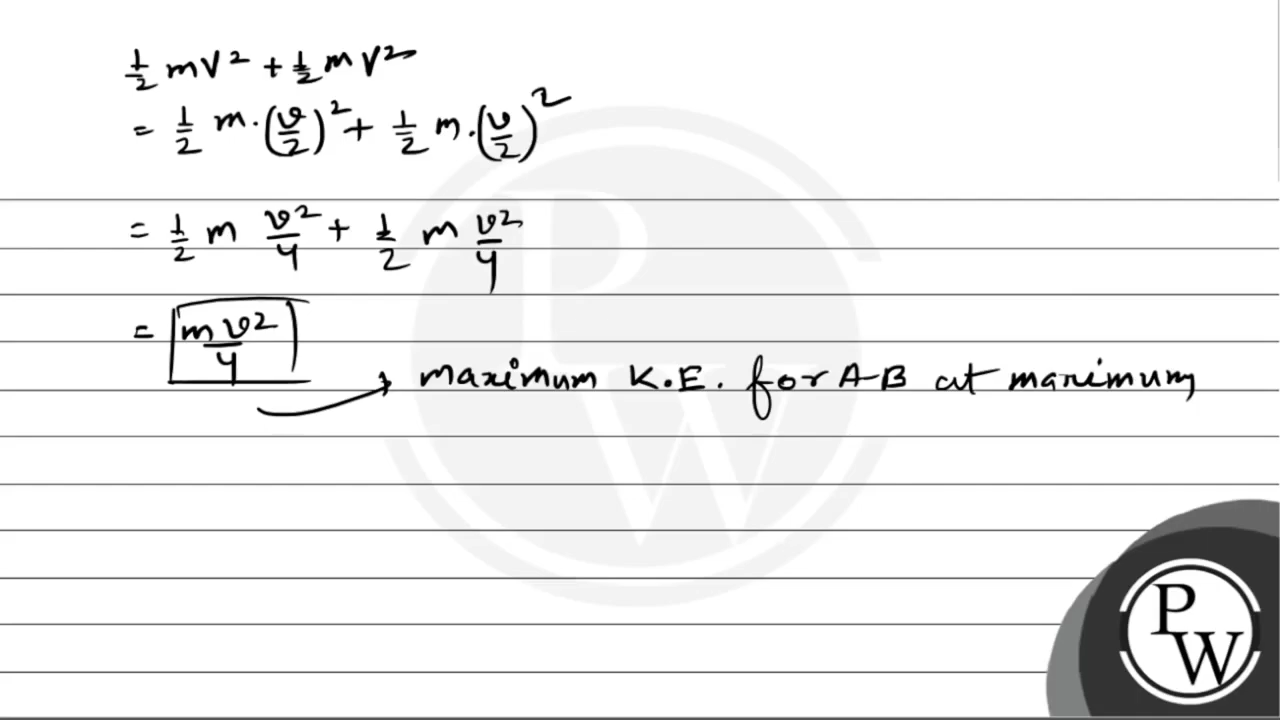 ½ mV² + ½ mV²
= ½ m·(v/2)² + ½ m·(v/2)²
= ½ m v²/4 + ½ m v²/4
= mv²/4
→ maximum K.E. for A-B at maximum
PW
PW